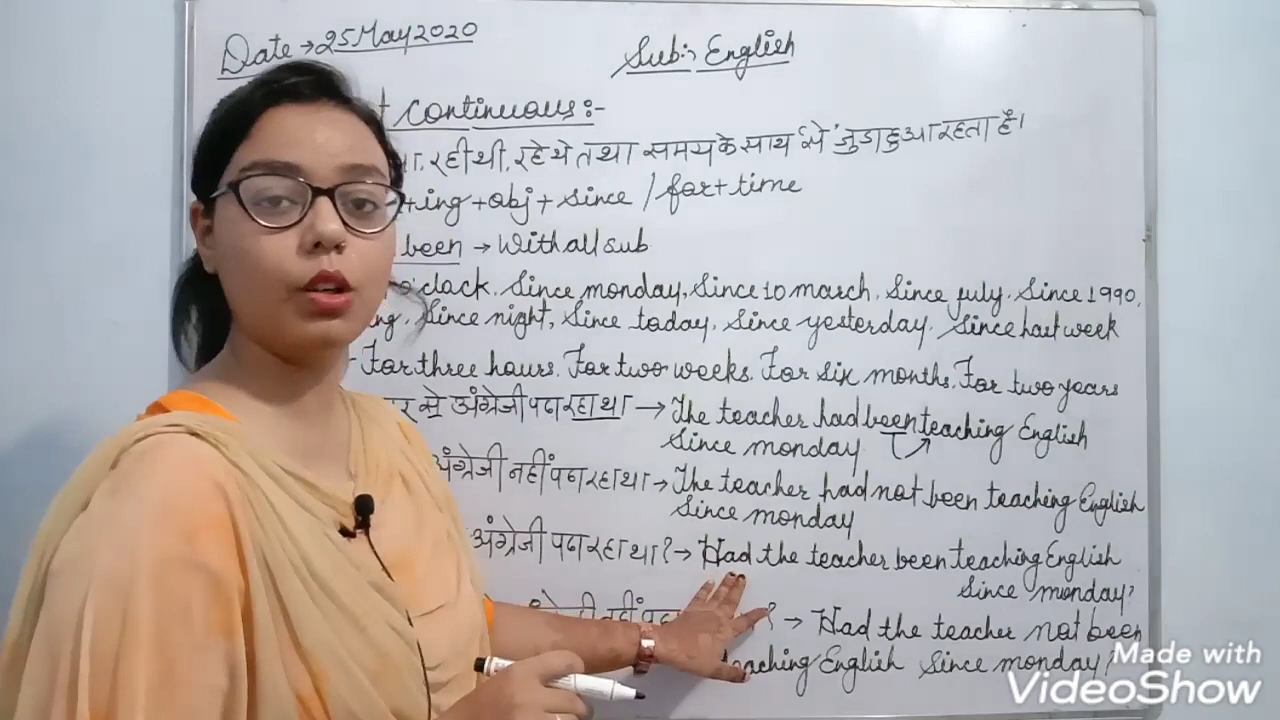 Date → 25 May 2020
Sub:- English
continuous :-
रही थी, रहे थे तथा समय के साथ 'से' जुडा हुआ रहता हैं।
+ing +obj + Since / for + time
been → With all sub
o'clock, Since monday, Since 10 march, Since july, Since 1990,
Since night, Since today, Since yesterday, Since last week
For three hours, For two weeks, For Six months, For two years
से अंग्रेजी पढा रहा था → The teacher had been teaching English
Since monday
अंग्रेजी नहीं पढा रहा था → The teacher had not been teaching English
Since monday
अंग्रेजी पढा रहा था? → Had the teacher been teaching English
Since monday?
नहीं ? → Had the teacher not been
teaching English Since monday?
Made with
VideoShow